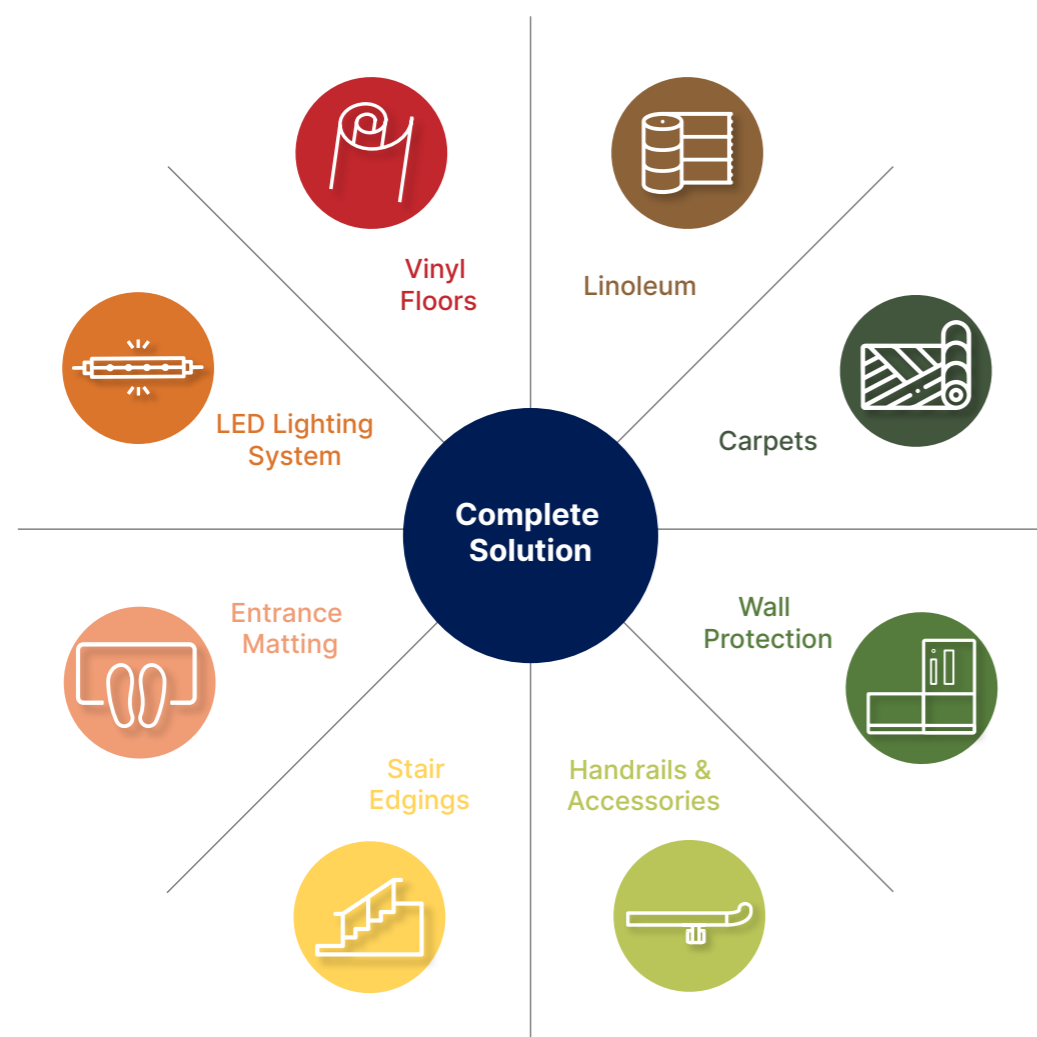 Vinyl
Floors
Linoleum
LED Lighting
System
Carpets
Complete
Solution
Entrance
Matting
Wall
Protection
Stair
Edgings
Handrails &
Accessories